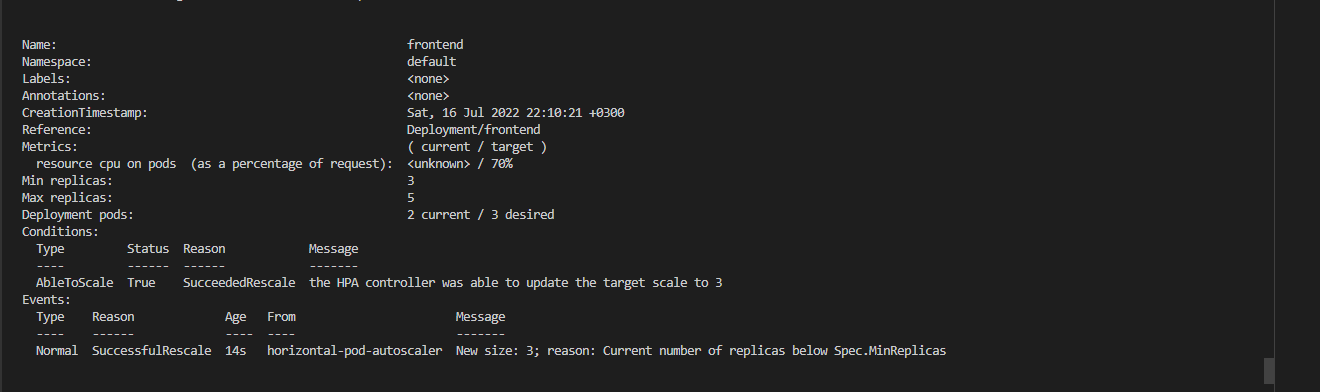 Name: frontend
Namespace: default
Labels: <none>
Annotations: <none>
CreationTimestamp: Sat, 16 Jul 2022 22:10:21 +0300
Reference: Deployment/frontend
Metrics: ( current / target )
resource cpu on pods (as a percentage of request): <unknown> / 70%
Min replicas: 3
Max replicas: 5
Deployment pods: 2 current / 3 desired
Conditions:
Type Status Reason Message
---- ------ ------ -------
AbleToScale True SucceededRescale the HPA controller was able to update the target scale to 3
Events:
Type Reason Age From Message
---- ------ ---- ---- -------
Normal SuccessfulRescale 14s horizontal-pod-autoscaler New size: 3; reason: Current number of replicas below Spec.MinReplicas